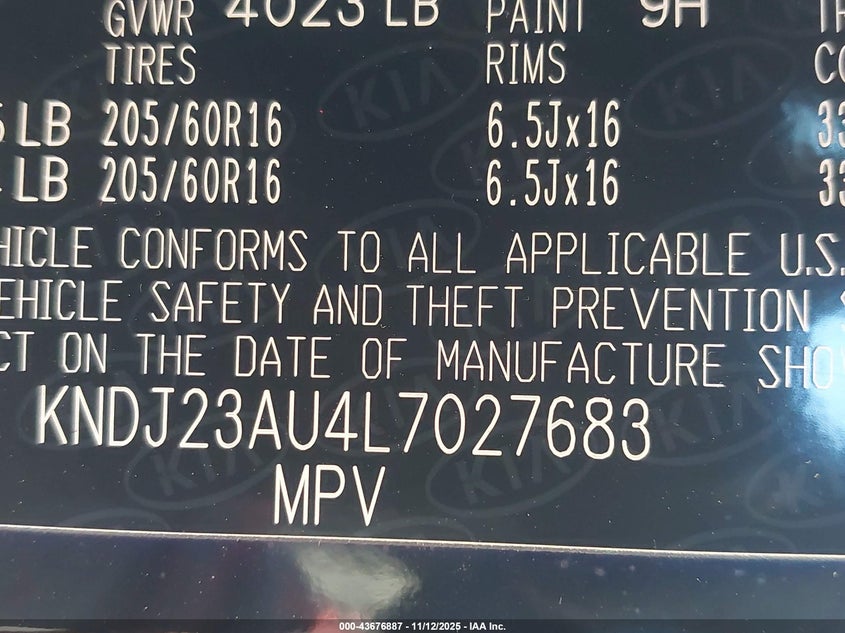 GVWR 4023 LB PAINT 9H
TIRES RIMS
LB 205/60R16 6.5Jx16
LB 205/60R16 6.5Jx16
HICLE CONFORMS TO ALL APPLICABLE U.S.
EHICLE SAFETY AND THEFT PREVENTION
CT ON THE DATE OF MANUFACTURE SHO
KNDJ23AU4L7027683
MPV
000-43676887 - 11/12/2025 - IAA Inc.